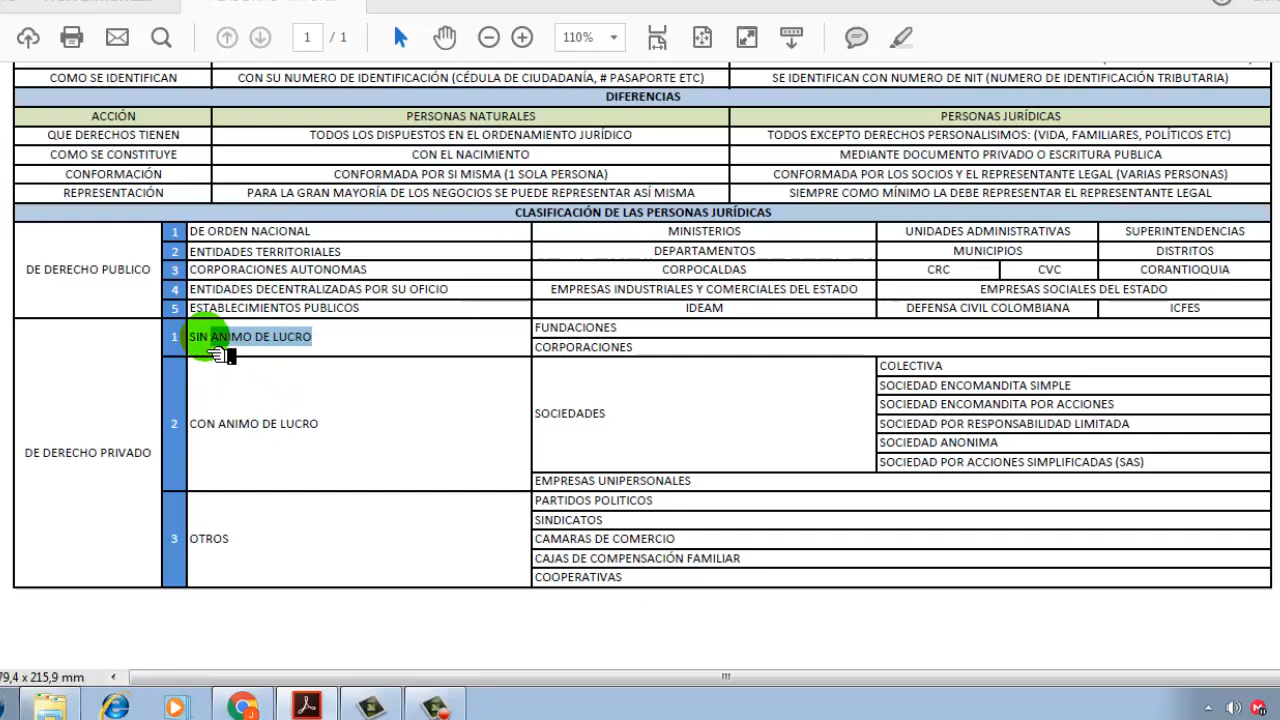 1 / 1 110%
COMO SE IDENTIFICAN CON SU NUMERO DE IDENTIFICACIÓN (CÉDULA DE CIUDADANÍA, # PASAPORTE ETC) SE IDENTIFICAN CON NUMERO DE NIT (NUMERO DE IDENTIFICACIÓN TRIBUTARIA)
DIFERENCIAS
ACCIÓN PERSONAS NATURALES PERSONAS JURÍDICAS
QUE DERECHOS TIENEN TODOS LOS DISPUESTOS EN EL ORDENAMIENTO JURÍDICO TODOS EXCEPTO DERECHOS PERSONALISIMOS: (VIDA, FAMILIARES, POLÍTICOS ETC)
COMO SE CONSTITUYE CON EL NACIMIENTO MEDIANTE DOCUMENTO PRIVADO O ESCRITURA PUBLICA
CONFORMACIÓN CONFORMADA POR SI MISMA (1 SOLA PERSONA) CONFORMADA POR LOS SOCIOS Y EL REPRESENTANTE LEGAL (VARIAS PERSONAS)
REPRESENTACIÓN PARA LA GRAN MAYORÍA DE LOS NEGOCIOS SE PUEDE REPRESENTAR ASÍ MISMA SIEMPRE COMO MÍNIMO LA DEBE REPRESENTAR EL REPRESENTANTE LEGAL
CLASIFICACIÓN DE LAS PERSONAS JURÍDICAS
1 DE ORDEN NACIONAL MINISTERIOS UNIDADES ADMINISTRATIVAS SUPERINTENDENCIAS
2 ENTIDADES TERRITORIALES DEPARTAMENTOS MUNICIPIOS DISTRITOS
DE DERECHO PUBLICO 3 CORPORACIONES AUTONOMAS CORPOCALDAS CRC CVC CORANTIOQUIA
4 ENTIDADES DECENTRALIZADAS POR SU OFICIO EMPRESAS INDUSTRIALES Y COMERCIALES DEL ESTADO EMPRESAS SOCIALES DEL ESTADO
5 ESTABLECIMIENTOS PUBLICOS IDEAM DEFENSA CIVIL COLOMBIANA ICFES
FUNDACIONES
1 SIN ANIMO DE LUCRO
CORPORACIONES
COLECTIVA
SOCIEDAD ENCOMANDITA SIMPLE
SOCIEDAD ENCOMANDITA POR ACCIONES
SOCIEDADES
2 CON ANIMO DE LUCRO SOCIEDAD POR RESPONSABILIDAD LIMITADA
SOCIEDAD ANONIMA
DE DERECHO PRIVADO
SOCIEDAD POR ACCIONES SIMPLIFICADAS (SAS)
EMPRESAS UNIPERSONALES
PARTIDOS POLITICOS
SINDICATOS
3 OTROS CAMARAS DE COMERCIO
CAJAS DE COMPENSACIÓN FAMILIAR
COOPERATIVAS
79,4 x 215,9 mm